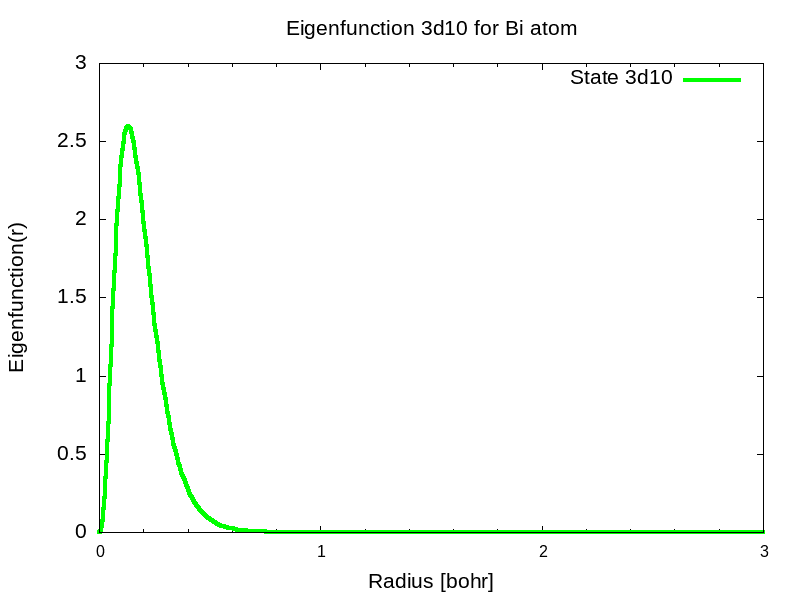 Eigenfunction 3d10 for Bi atom
State 3d10
3
2.5
2
1.5
1
0.5
0
Eigenfunction(r)
0 1 2 3
Radius [bohr]